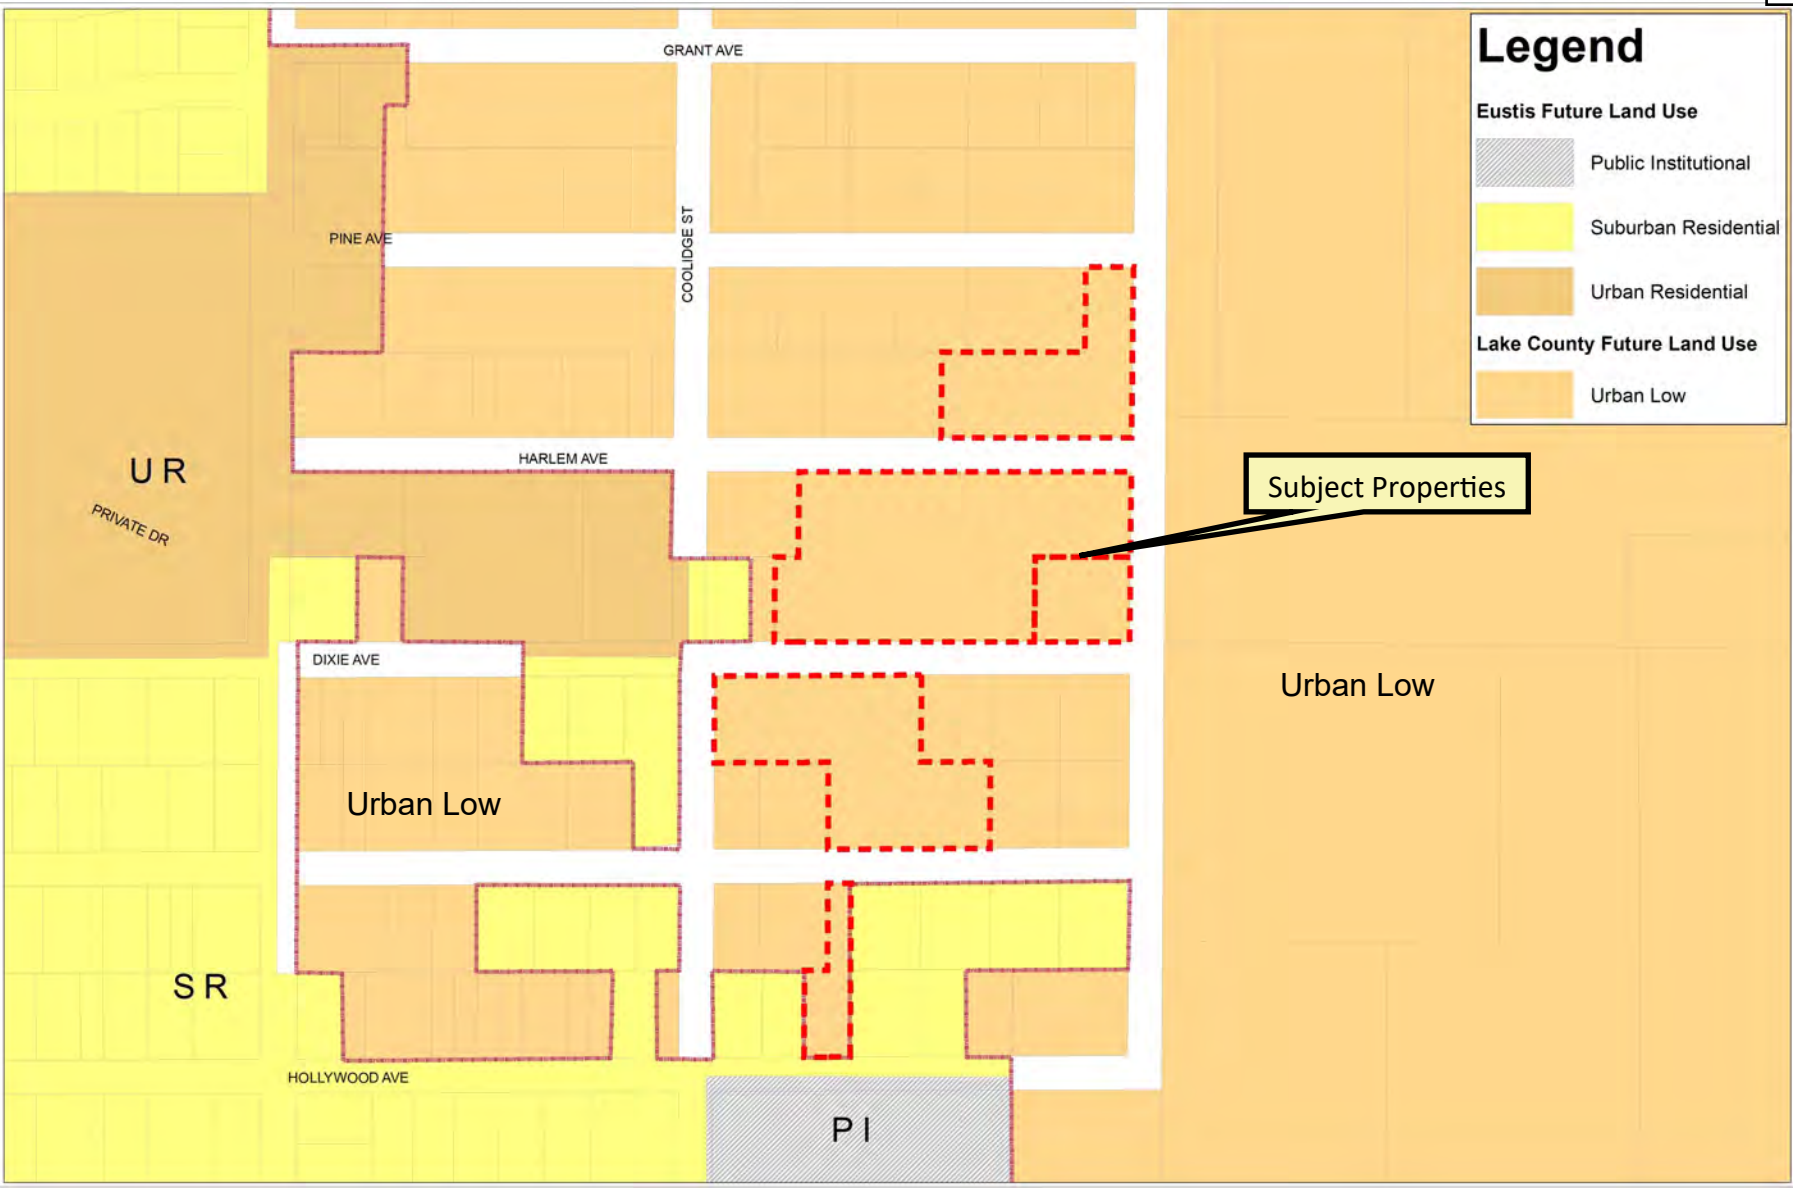 GRANT AVE
Legend
Eustis Future Land Use
Public Institutional
Suburban Residential
Urban Residential
Lake County Future Land Use
Urban Low
PINE AVE
COOLIDGE ST
HARLEM AVE
U R
PRIVATE DR
Subject Properties
DIXIE AVE
Urban Low
Urban Low
S R
HOLLYWOOD AVE
P I